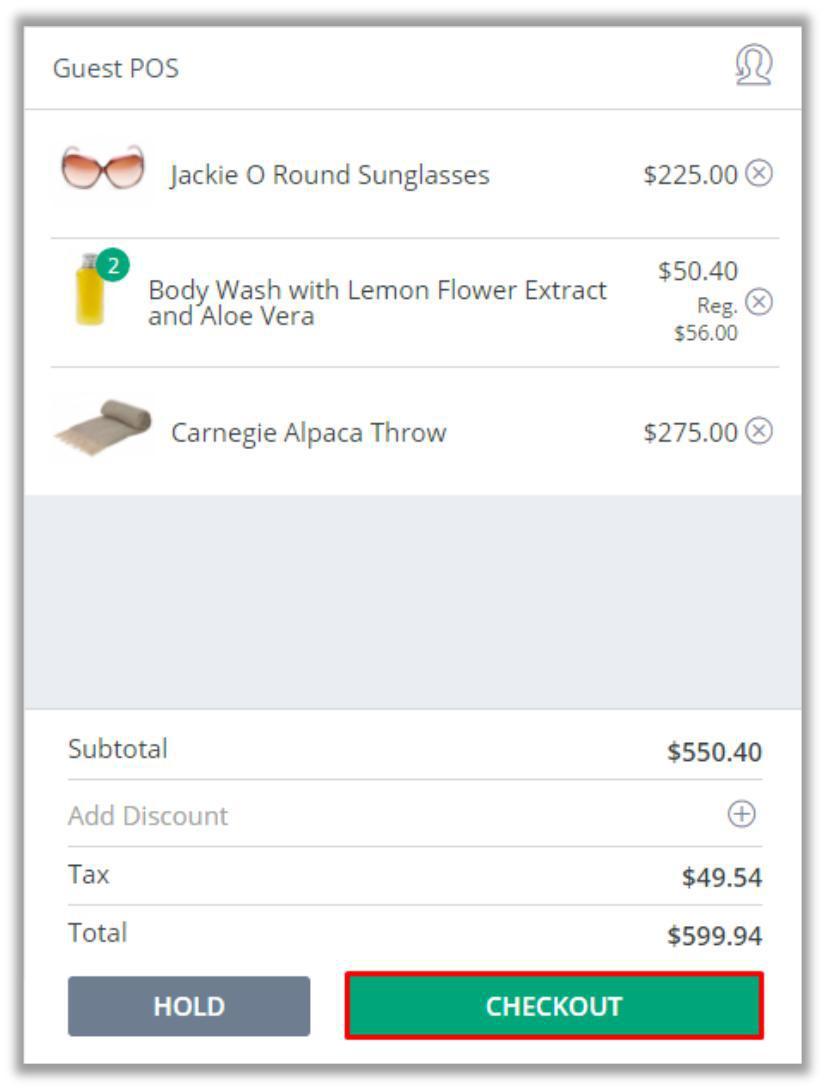 Guest POS
Jackie O Round Sunglasses $225.00
2
Body Wash with Lemon Flower Extract
and Aloe Vera
$50.40
Reg.
$56.00
Carnegie Alpaca Throw $275.00
Subtotal $550.40
Add Discount
Tax $49.54
Total $599.94
HOLD CHECKOUT